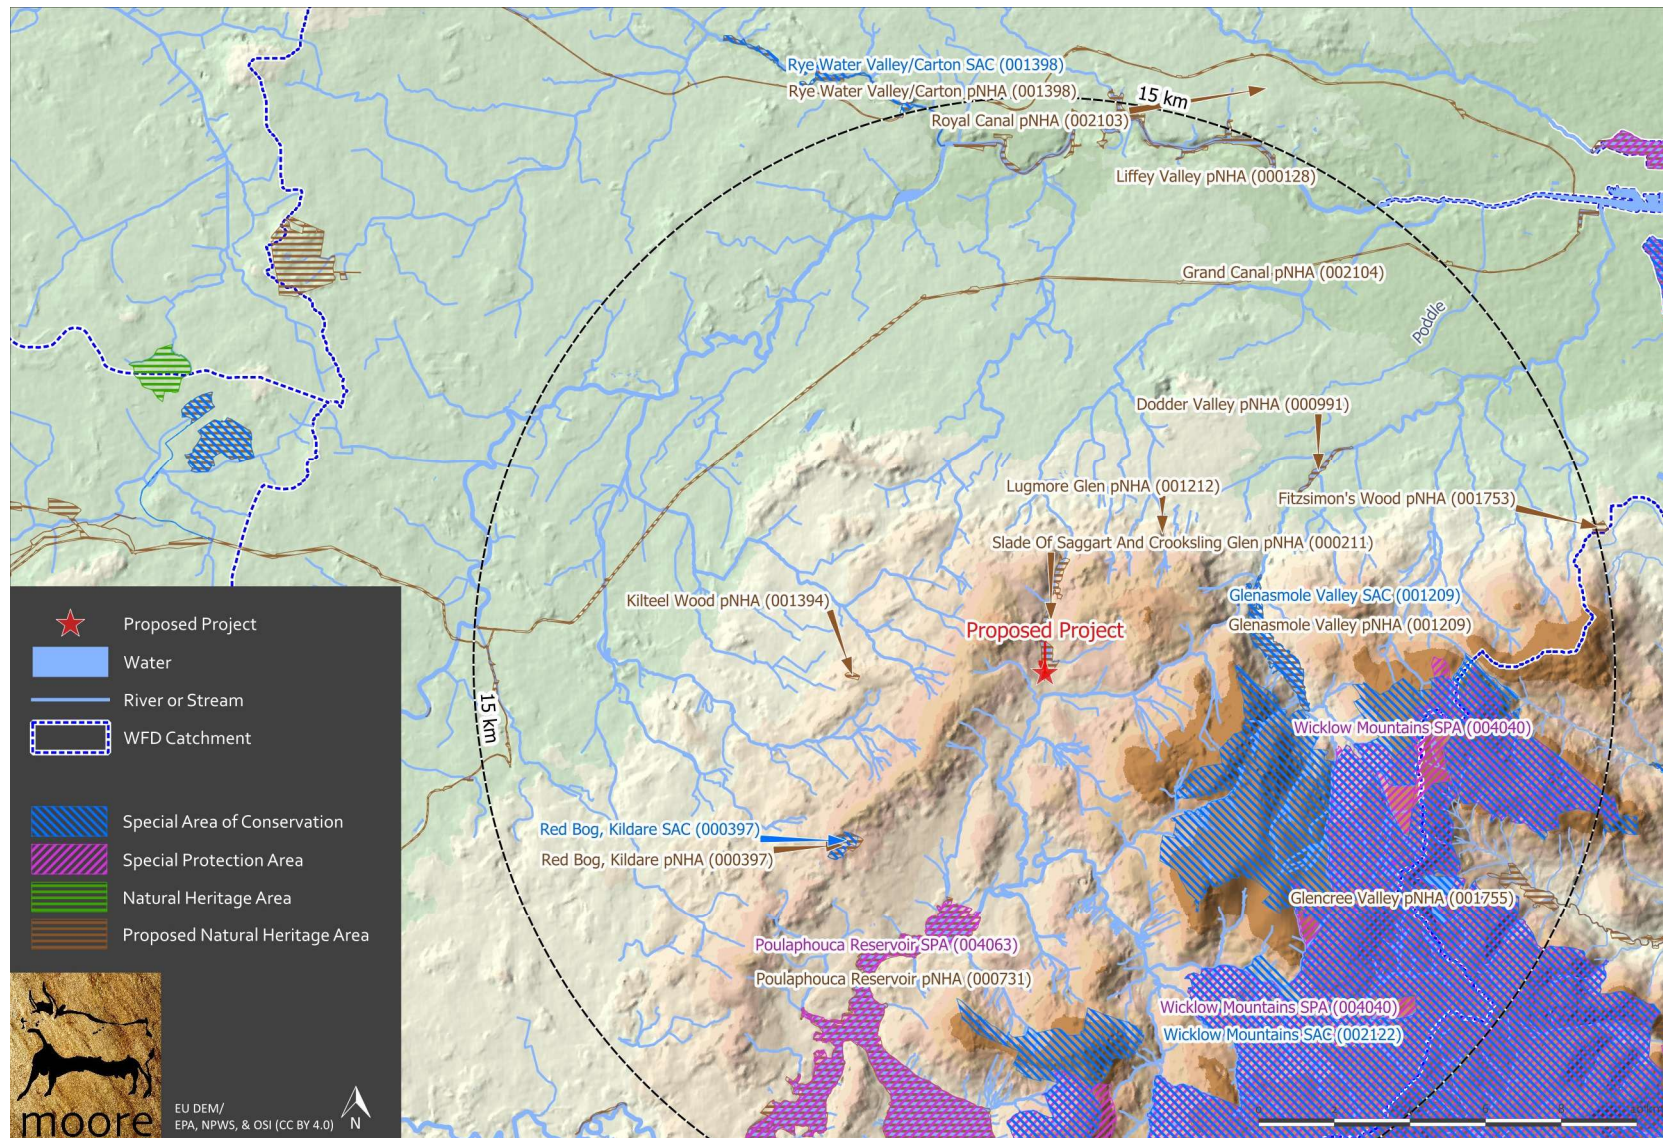 Rye Water Valley/Carton SAC (001398)
Rye Water Valley/Carton pNHA (001398)
15 km
Royal Canal pNHA (002103)
Liffey Valley pNHA (000128)
Grand Canal pNHA (002104)
Poddle
Dodder Valley pNHA (000991)
Lugmore Glen pNHA (001212)
Fitzsimon's Wood pNHA (001753)
Slade Of Saggart And Crooksling Glen pNHA (000211)
Kilteel Wood pNHA (001394)
Glenasmole Valley SAC (001209)
Glenasmole Valley pNHA (001209)
Proposed Project
15 km
Wicklow Mountains SPA (004040)
Red Bog, Kildare SAC (000397)
Red Bog, Kildare pNHA (000397)
Glencree Valley pNHA (001755)
Poulaphouca Reservoir SPA (004063)
Poulaphouca Reservoir pNHA (000731)
Wicklow Mountains SPA (004040)
Wicklow Mountains SAC (002122)
Proposed Project
Water
River or Stream
WFD Catchment
Special Area of Conservation
Special Protection Area
Natural Heritage Area
Proposed Natural Heritage Area
moore
EU DEM/
EPA, NPWS, & OSI (CC BY 4.0)
N